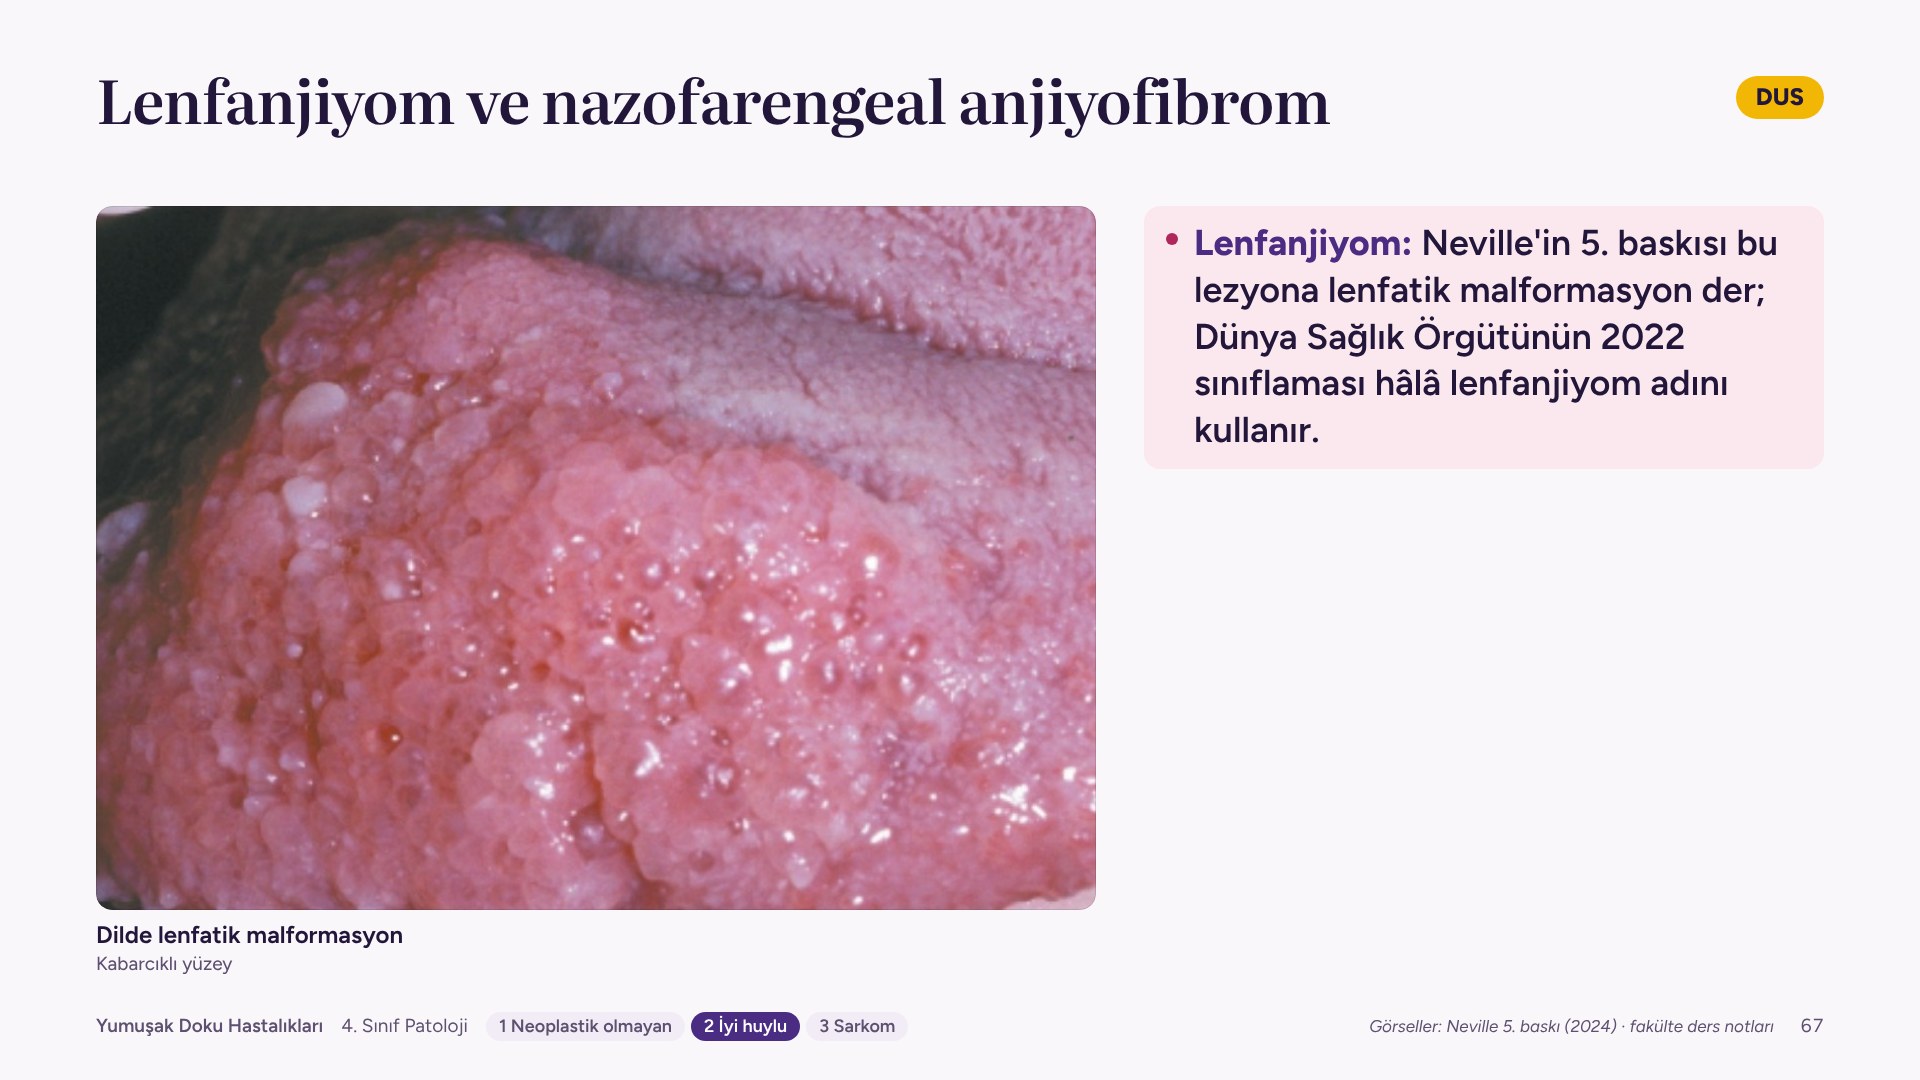 Lenfanjiyom ve nazofarengeal anjiyofibrom
DUS
• Lenfanjiyom: Neville'in 5. baskısı bu
lezyona lenfatik malformasyon der;
Dünya Sağlık Örgütünün 2022
sınıflaması hâlâ lenfanjiyom adını
kullanır.
Dilde lenfatik malformasyon
Kabarcıklı yüzey
Yumuşak Doku Hastalıkları 4. Sınıf Patoloji 1 Neoplastik olmayan 2 İyi huylu 3 Sarkom
Görseller: Neville 5. baskı (2024) · fakülte ders notları 67